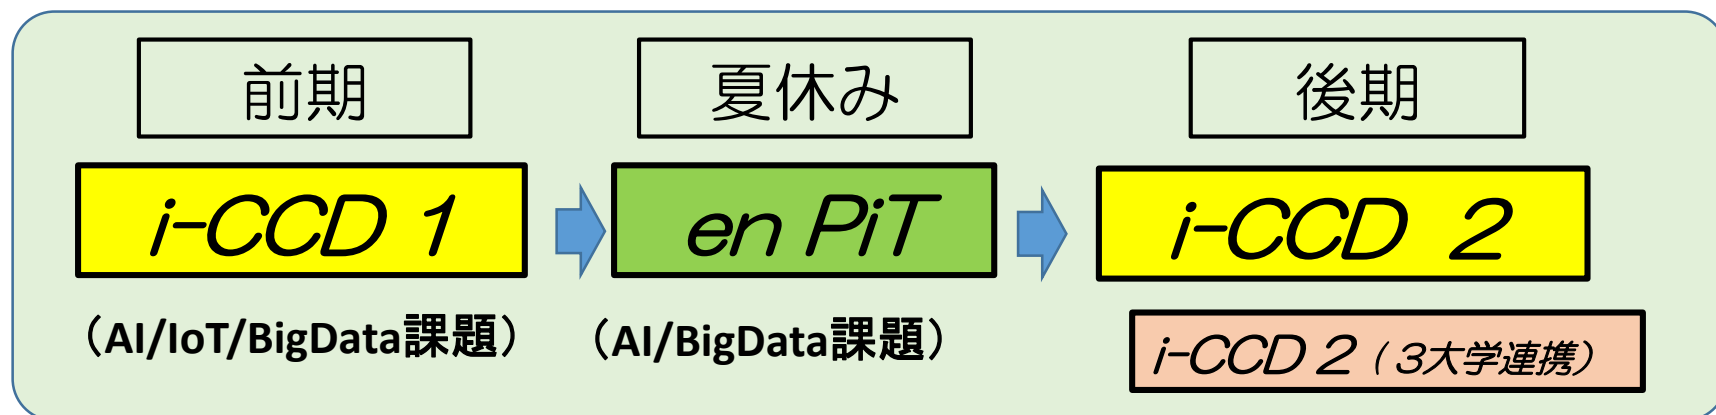 前期
夏休み
後期
i-CCD 1
en PiT
i-CCD 2
（AI/IoT/BigData課題）
（AI/BigData課題）
i-CCD 2（3大学連携）